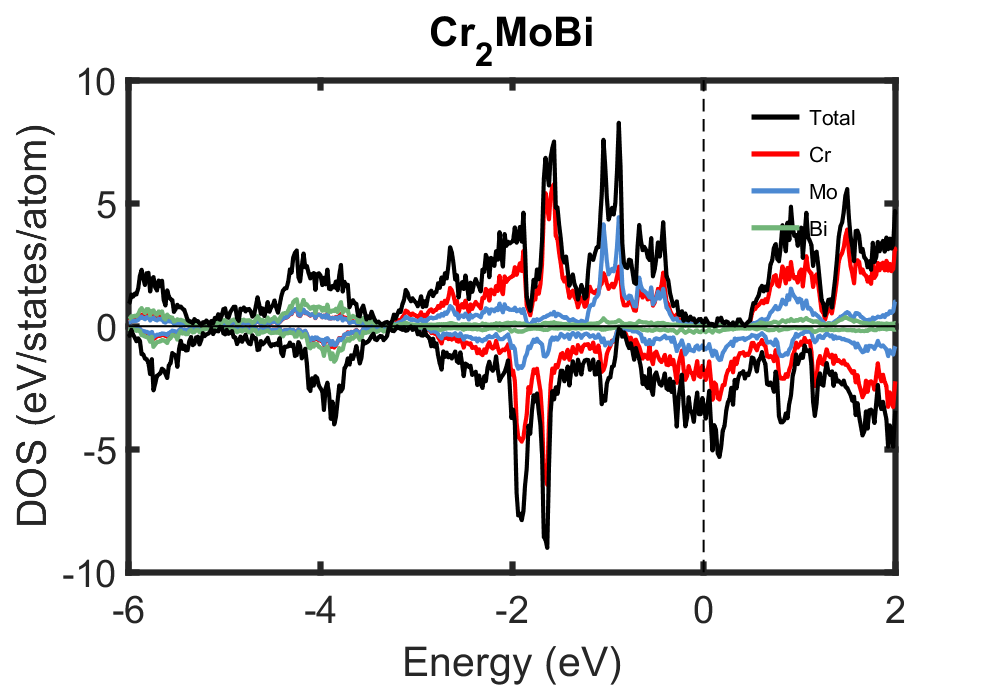 Cr2MoBi
DOS (eV/states/atom)
10
5
0
-5
-10
-6
-4
-2
0
2
Energy (eV)
Total
Cr
Mo
Bi